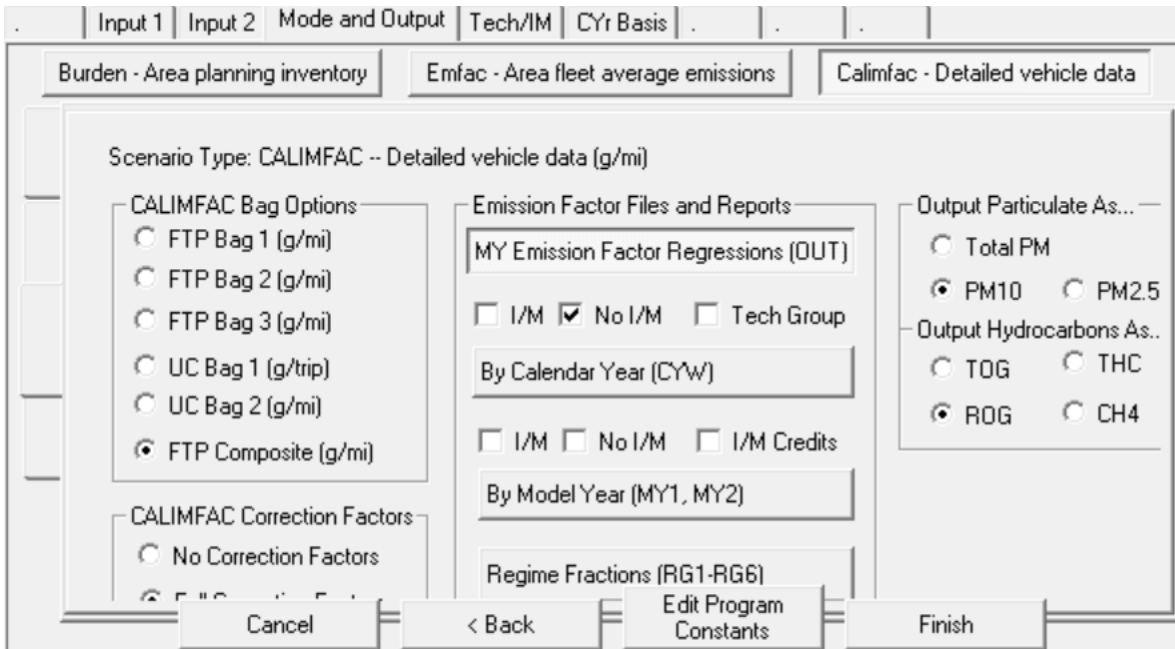 .
Input 1
Input 2
Mode and Output
Tech/IM
CYr Basis
.
.
.
Burden - Area planning inventory
Emfac - Area fleet average emissions
Calimfac - Detailed vehicle data
Scenario Type: CALIMFAC -- Detailed vehicle data (g/mi)
CALIMFAC Bag Options
FTP Bag 1 (g/mi)
FTP Bag 2 (g/mi)
FTP Bag 3 (g/mi)
UC Bag 1 (g/trip)
UC Bag 2 (g/mi)
FTP Composite (g/mi)
CALIMFAC Correction Factors
No Correction Factors
Full Correction Factors
Emission Factor Files and Reports
MY Emission Factor Regressions (OUT)
I/M
No I/M
Tech Group
By Calendar Year (CYW)
I/M
No I/M
I/M Credits
By Model Year (MY1, MY2)
Regime Fractions (RG1-RG6)
Output Particulate As...
Total PM
PM10
PM2.5
Output Hydrocarbons As..
TOG
THC
ROG
CH4
Cancel
< Back
Edit Program
Constants
Finish